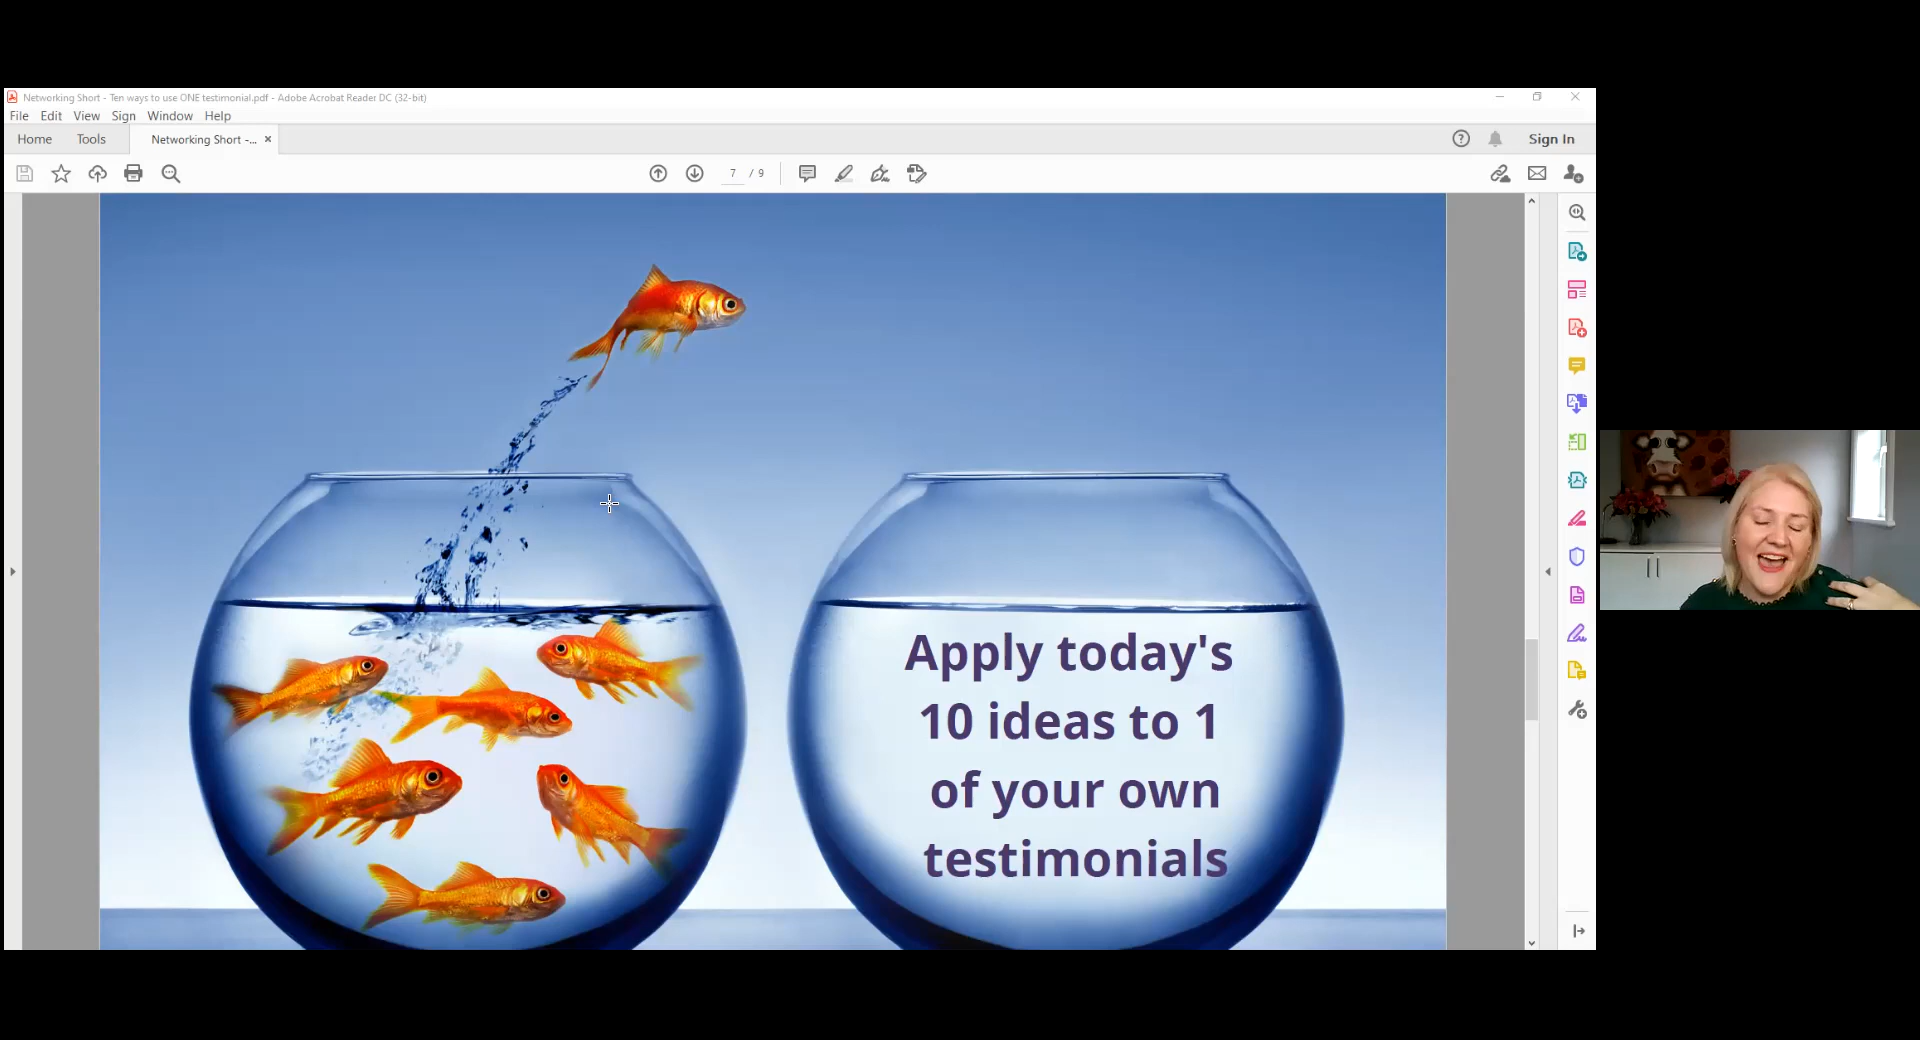 Networking Short - Ten ways to use ONE testimonial.pdf - Adobe Acrobat Reader DC (32-bit)
File Edit View Sign Window Help
Home Tools Networking Short -... × Sign In
7 / 9
Apply today's
10 ideas to 1
of your own
testimonials